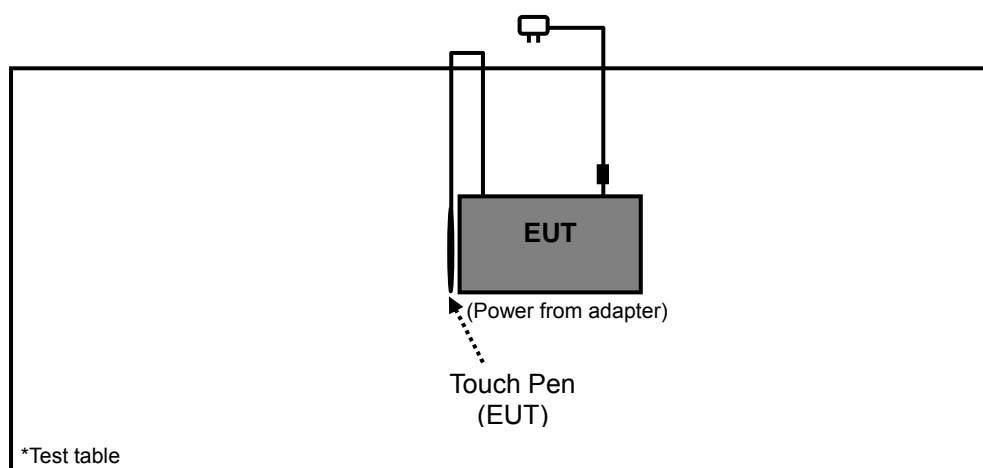 EUT
(Power from adapter)
Touch Pen
(EUT)
*Test table